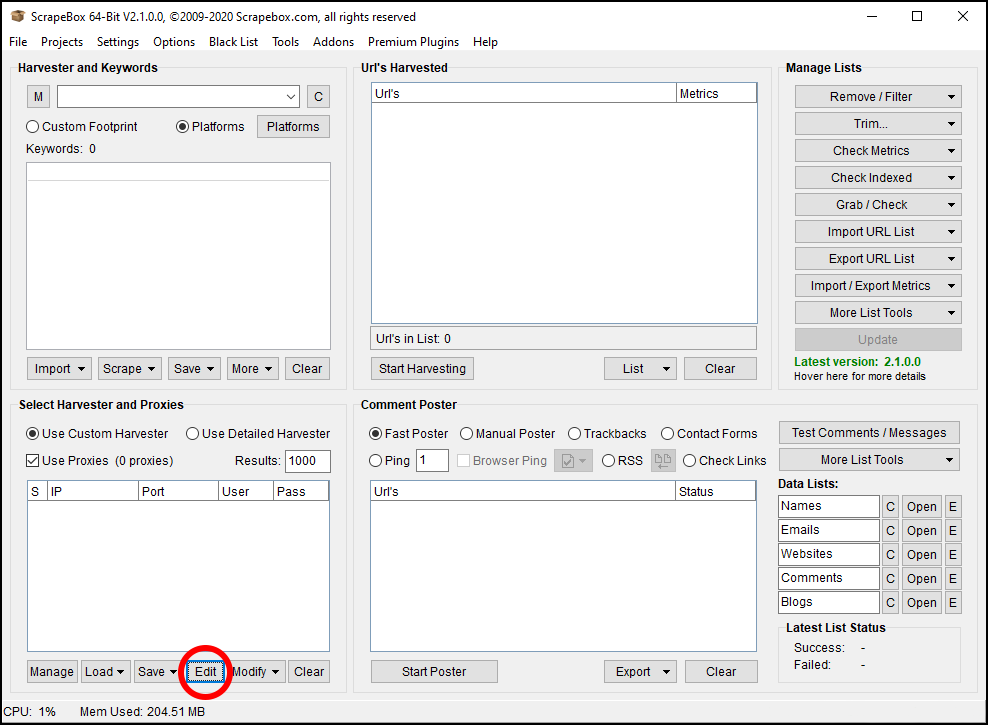 ScrapeBox 64-Bit V2.1.0.0, ©2009-2020 Scrapebox.com, all rights reserved
File Projects Settings Options Black List Tools Addons Premium Plugins Help
Harvester and Keywords
M C
Custom Footprint Platforms Platforms
Keywords: 0
Import Scrape Save More Clear
Url's Harvested
Url's Metrics
Url's in List: 0
Start Harvesting List Clear
Manage Lists
Remove / Filter
Trim...
Check Metrics
Check Indexed
Grab / Check
Import URL List
Export URL List
Import / Export Metrics
More List Tools
Update
Latest version: 2.1.0.0
Hover here for more details
Select Harvester and Proxies
Use Custom Harvester Use Detailed Harvester
Use Proxies (0 proxies) Results: 1000
S IP Port User Pass
Manage Load Save Edit Modify Clear
Comment Poster
Fast Poster Manual Poster Trackbacks Contact Forms
Ping 1 Browser Ping RSS Check Links
Url's Status
Start Poster Export Clear
Test Comments / Messages
More List Tools
Data Lists:
Names C Open E
Emails C Open E
Websites C Open E
Comments C Open E
Blogs C Open E
Latest List Status
Success: -
Failed: -
CPU: 1% Mem Used: 204.51 MB